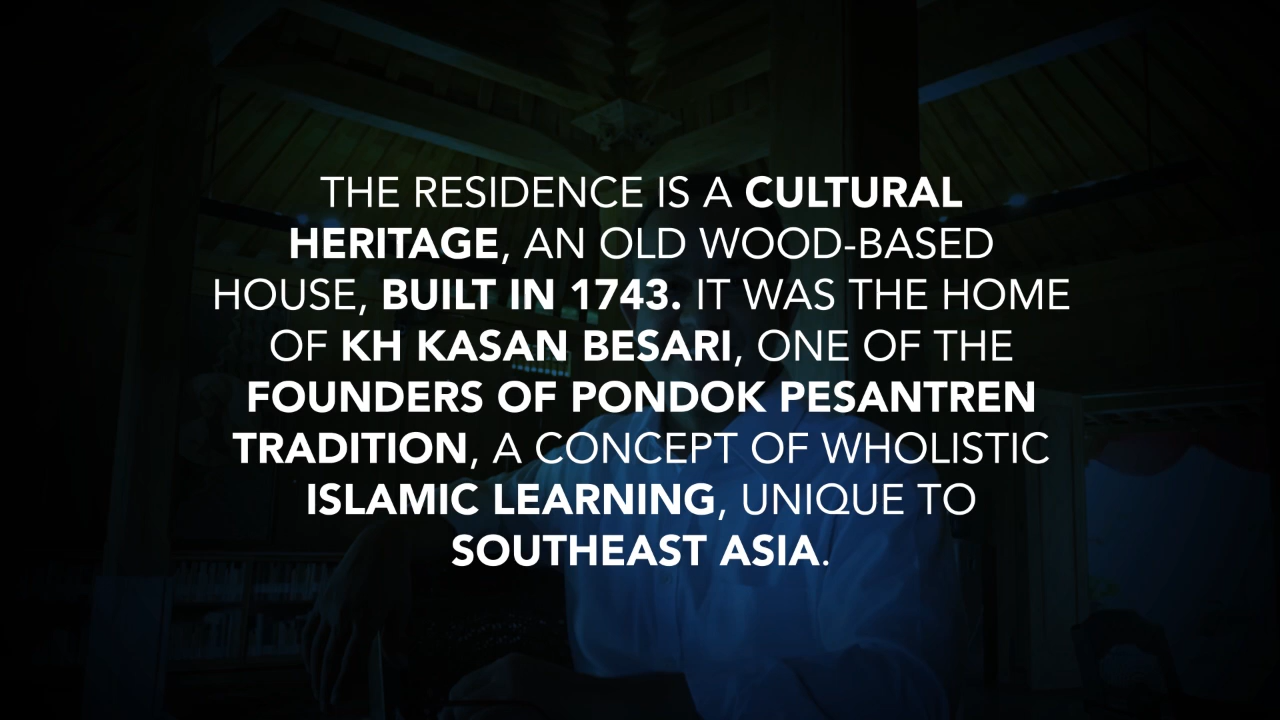 THE RESIDENCE IS A CULTURAL
HERITAGE, AN OLD WOOD-BASED
HOUSE, BUILT IN 1743. IT WAS THE HOME
OF KH KASAN BESARI, ONE OF THE
FOUNDERS OF PONDOK PESANTREN
TRADITION, A CONCEPT OF WHOLISTIC
ISLAMIC LEARNING, UNIQUE TO
SOUTHEAST ASIA.